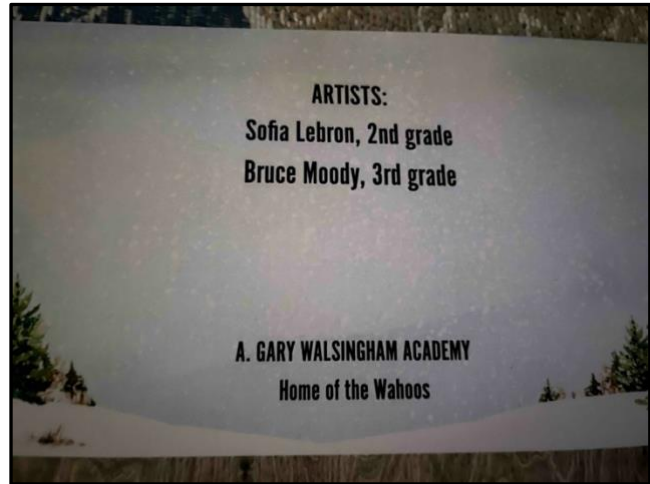 ARTISTS:
Sofia Lebron, 2nd grade
Bruce Moody, 3rd grade
A. GARY WALSINGHAM ACADEMY
Home of the Wahoos